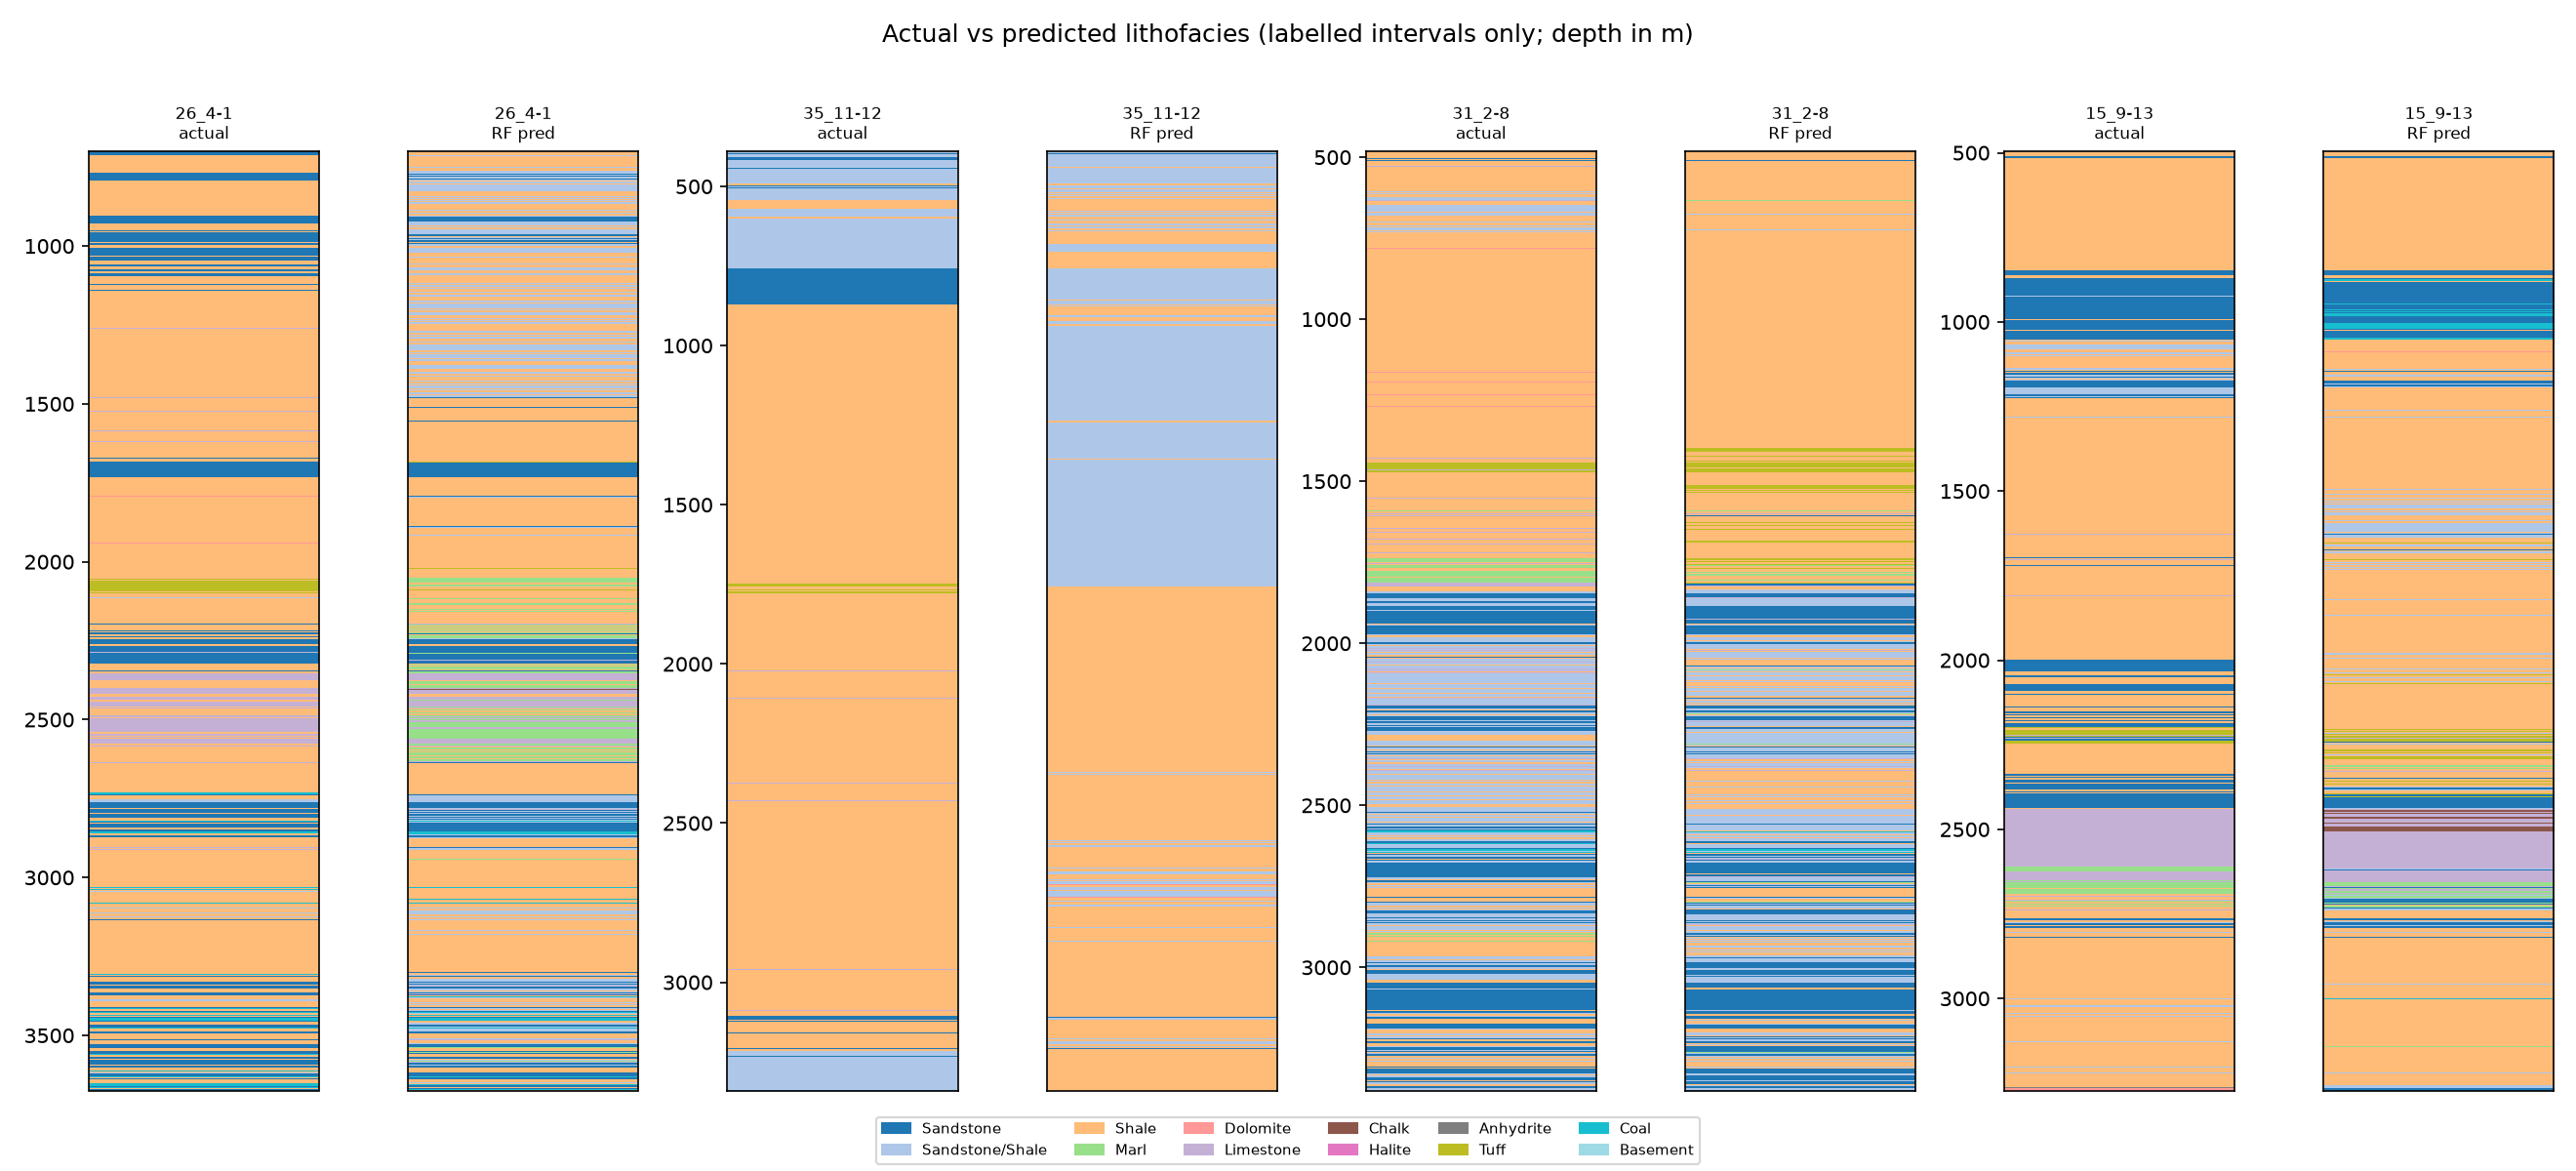 Actual vs predicted lithofacies (labelled intervals only; depth in m)
26_4-1
actual
26_4-1
RF pred
35_11-12
actual
35_11-12
RF pred
31_2-8
actual
31_2-8
RF pred
15_9-13
actual
15_9-13
RF pred
1000
1500
2000
2500
3000
3500
500
1000
1500
2000
2500
3000
500
1000
1500
2000
2500
3000
500
1000
1500
2000
2500
3000
Sandstone
Sandstone/Shale
Shale
Marl
Dolomite
Limestone
Chalk
Halite
Anhydrite
Tuff
Coal
Basement